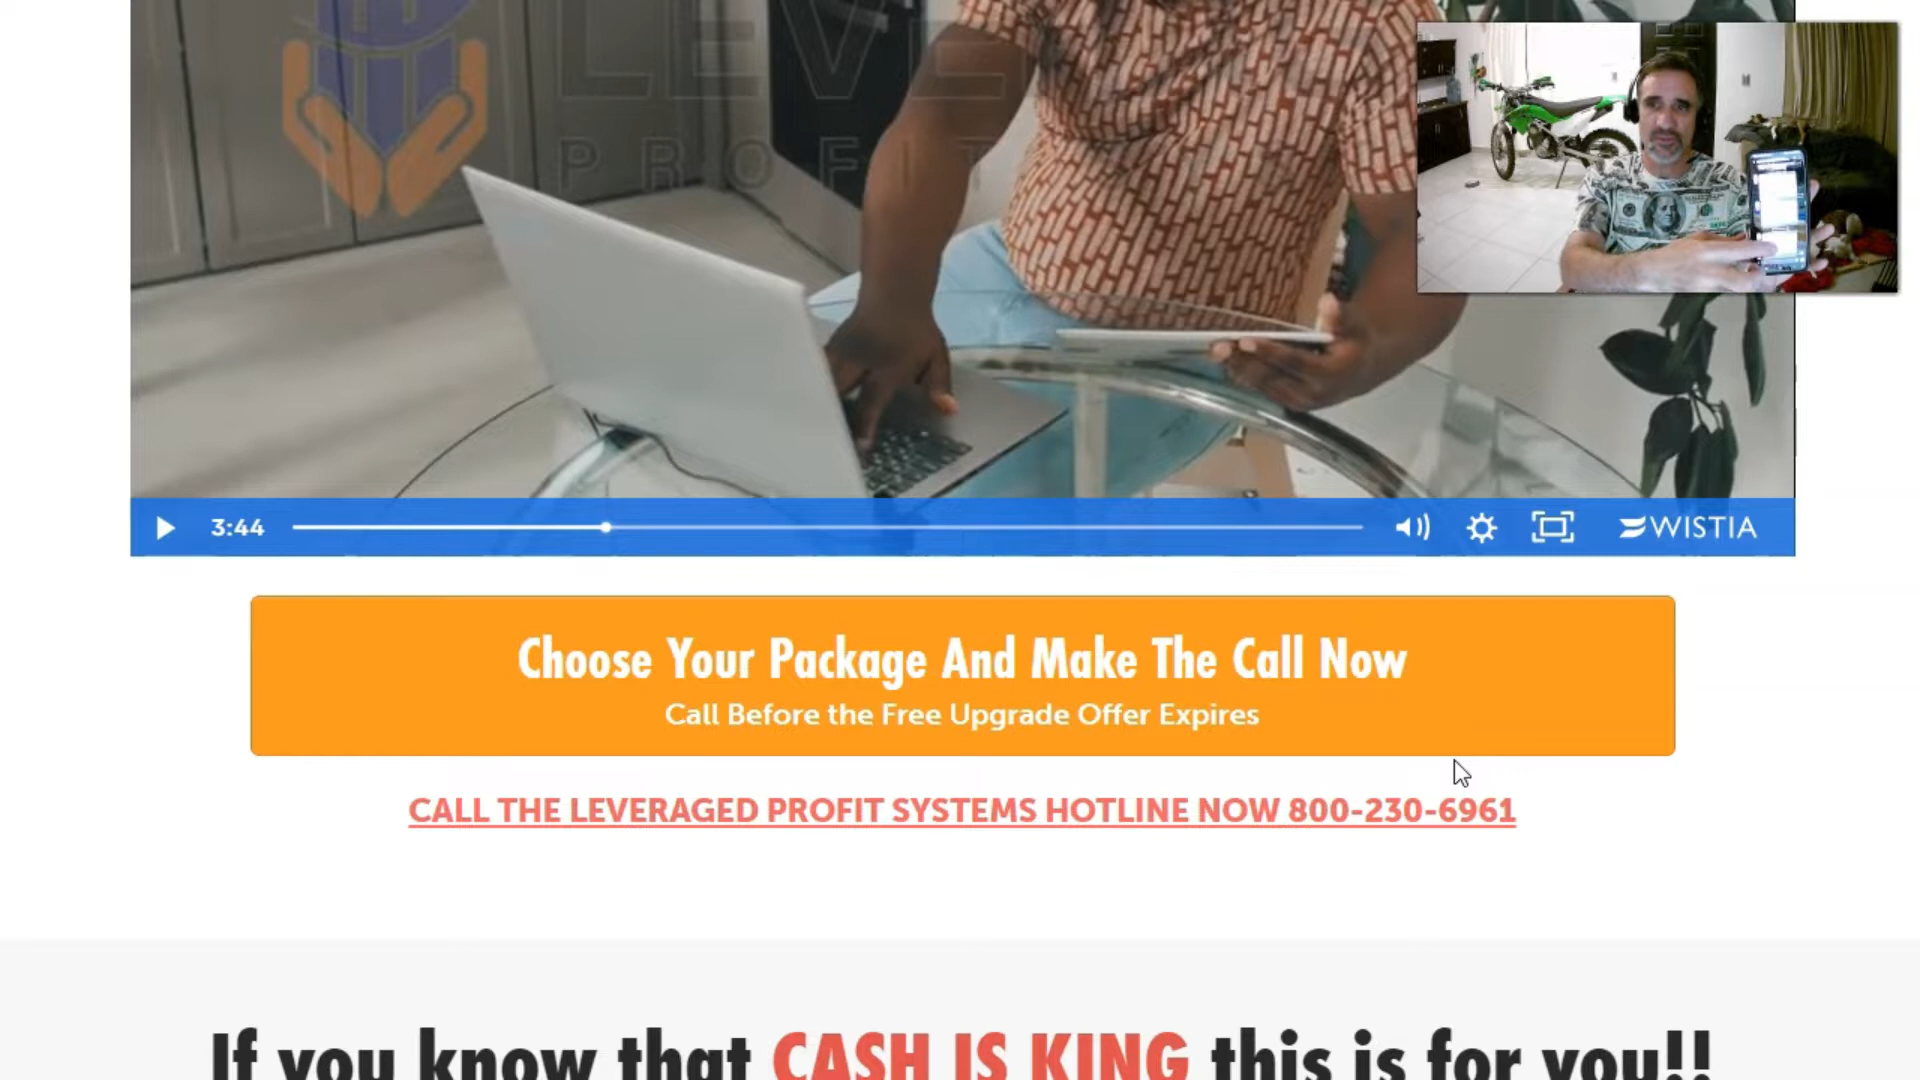 LEVE
PROFIT
3:44
WISTIA
Choose Your Package And Make The Call Now
Call Before the Free Upgrade Offer Expires
CALL THE LEVERAGED PROFIT SYSTEMS HOTLINE NOW 800-230-6961
If you know that CASH IS KING this is for you!!